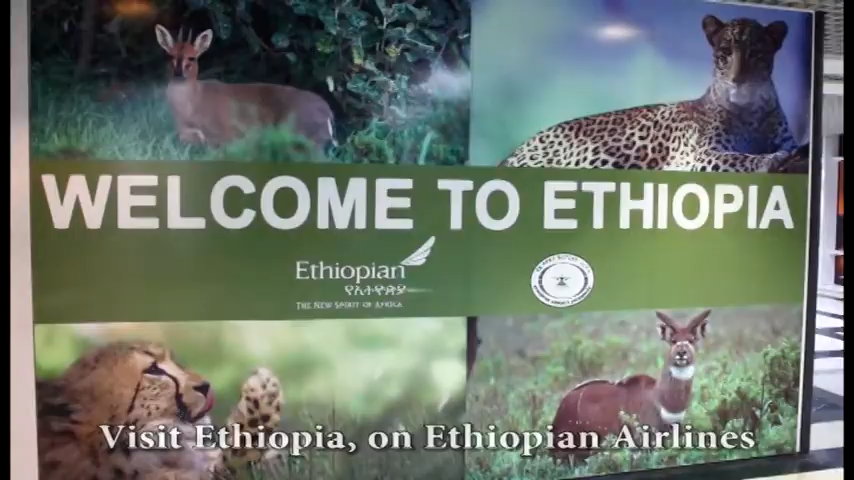 WELCOME TO ETHIOPIA
Ethiopian
THE NEW SPIRIT OF AFRICA
Visit Ethiopia, on Ethiopian Airlines